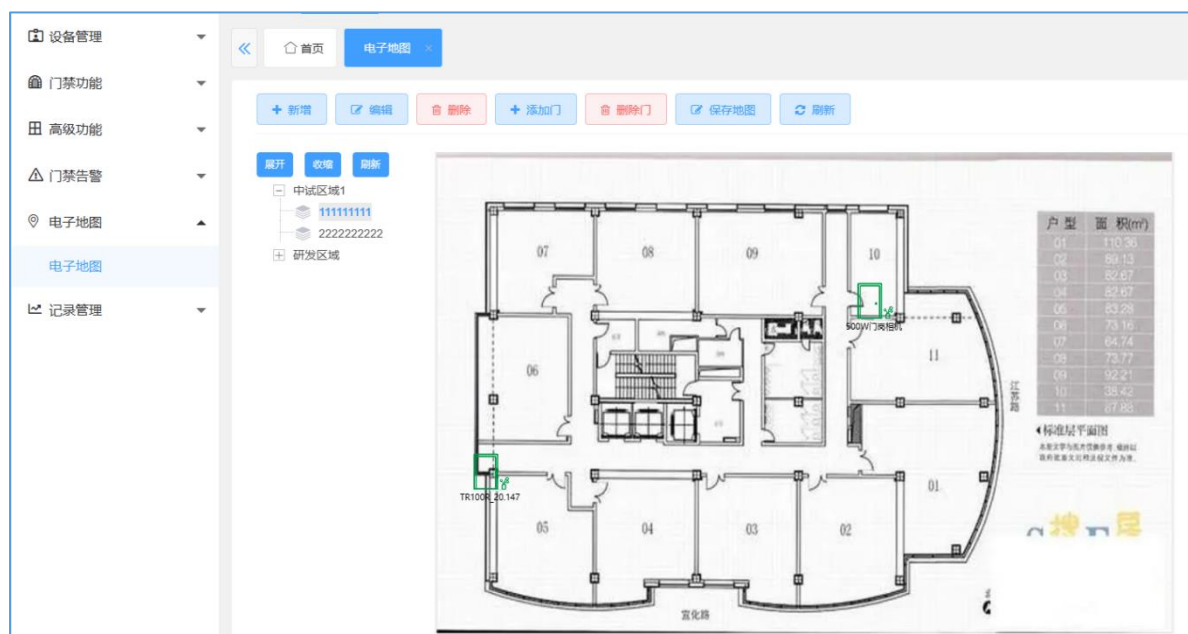 设备管理
门禁功能
高级功能
门禁告警
电子地图
电子地图
记录管理
首页
电子地图 ×
+ 新增
编辑
删除
+ 添加门
删除门
保存地图
刷新
展开 收缩 刷新
中试区域1
111111111
2222222222
研发区域
07
08
09
10
500W门岗相机
06
11
TR100R_20.147
05
04
03
02
01
宜化路
江苏路
户型 面 积(m²)
01 110.36
02 89.13
03 82.67
04 82.67
05 83.28
06 73.16
07 64.74
08 73.77
09 92.21
10 38.42
11 87.88
标准层平面图